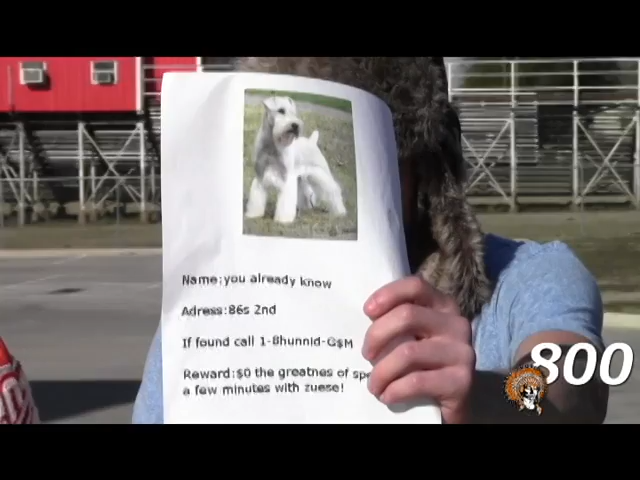 Name:you already know
Adress:86s 2nd
If found call 1-8hunnid-G$M
Reward:$0 the greatnes of
a few minutes with zuese!
800